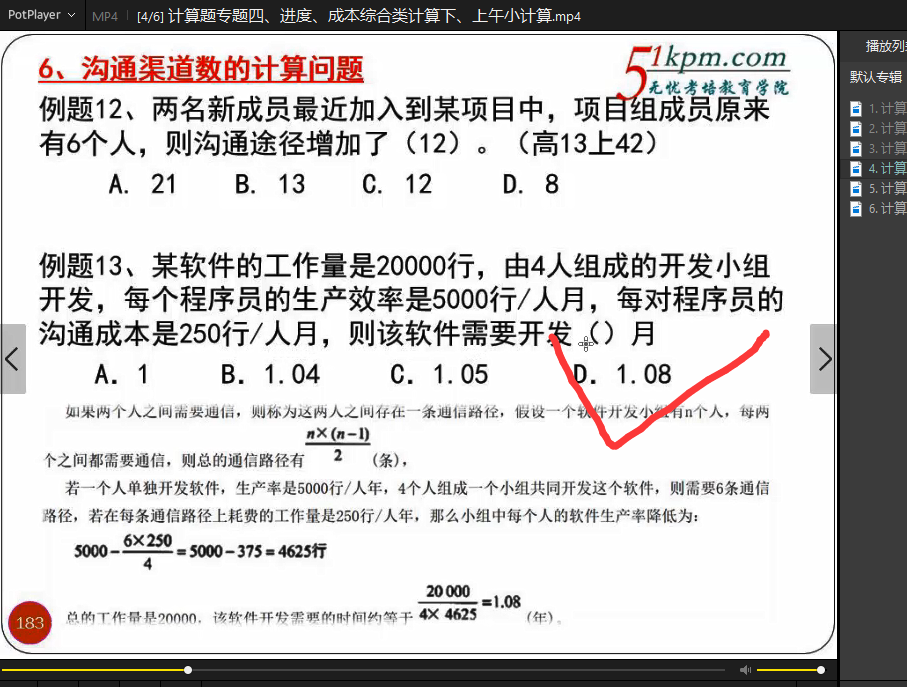 PotPlayer
MP4
[4/6] 计算题专题四、进度、成本综合类计算下、上午小计算.mp4
播放列
默认专辑
1. 计算
2. 计算
3. 计算
4. 计算
5. 计算
6. 计算
51kpm.com
无忧考培教育学院
6、沟通渠道数的计算问题
例题12、两名新成员最近加入到某项目中，项目组成员原来
有6个人，则沟通途径增加了（12）。（高13上42）
A. 21 B. 13 C. 12 D. 8
例题13、某软件的工作量是20000行，由4人组成的开发小组
开发，每个程序员的生产效率是5000行/人月，每对程序员的
沟通成本是250行/人月，则该软件需要开发（）月
A. 1 B. 1.04 C. 1.05 D. 1.08
如果两个人之间需要通信，则称为这两人之间存在一条通信路径，假设一个软件开发小组有n个人，每两
个之间都需要通信，则总的通信路径有 n×(n−1)/2 (条)，
若一个人单独开发软件，生产率是5000行/人年，4个人组成一个小组共同开发这个软件，则需要6条通信
路径，若在每条通信路径上耗费的工作量是250行/人年，那么小组中每个人的软件生产率降低为：
5000−6×250/4=5000−375=4625行
总的工作量是20000，该软件开发需要的时间约等于 20 000/4×4625=1.08 (年)。
183